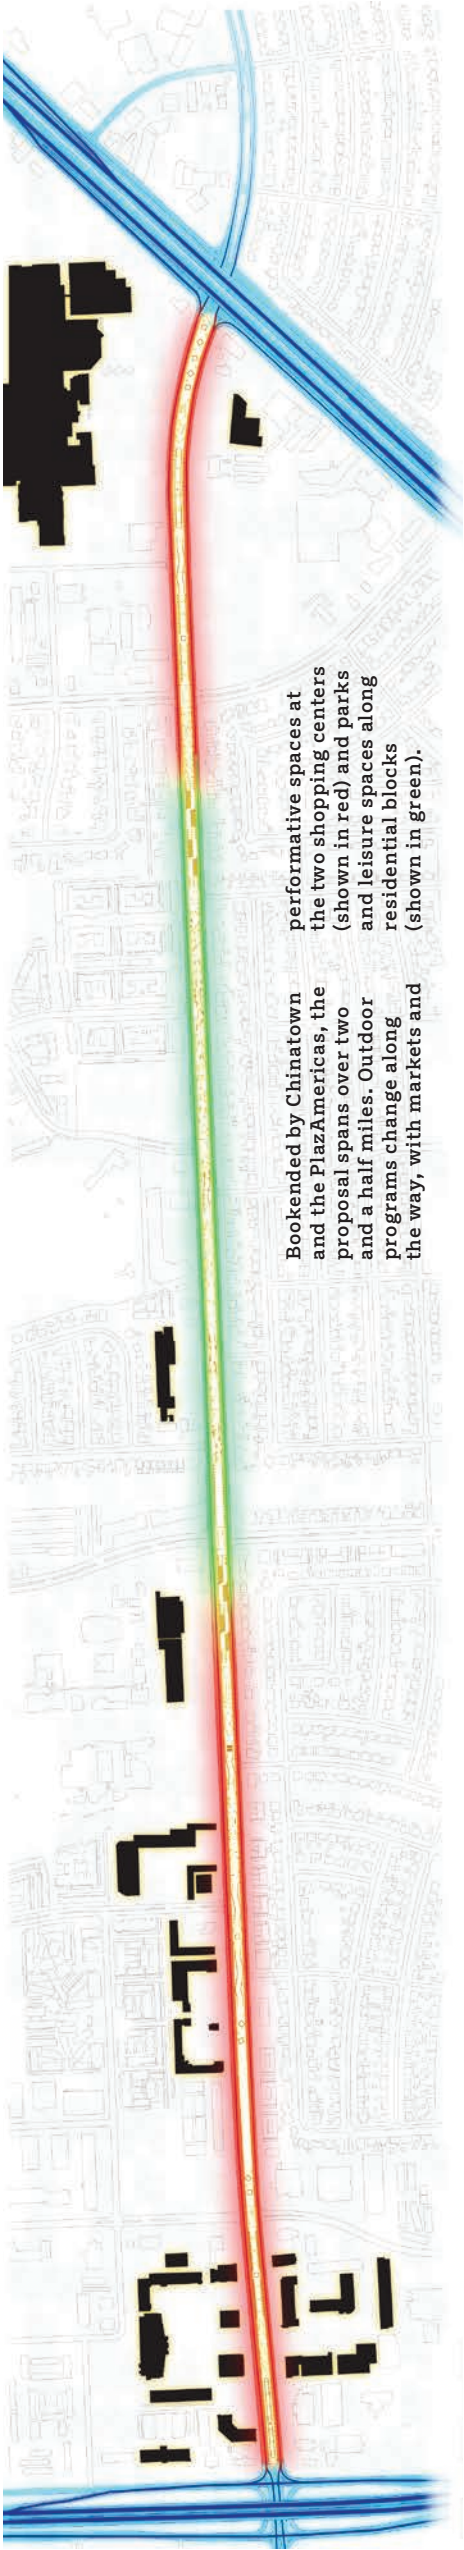 Bookended by Chinatown
and the PlazAmericas, the
proposal spans over two
and a half miles. Outdoor
programs change along
the way, with markets and
performative spaces at
the two shopping centers
(shown in red) and parks
and leisure spaces along
residential blocks
(shown in green).